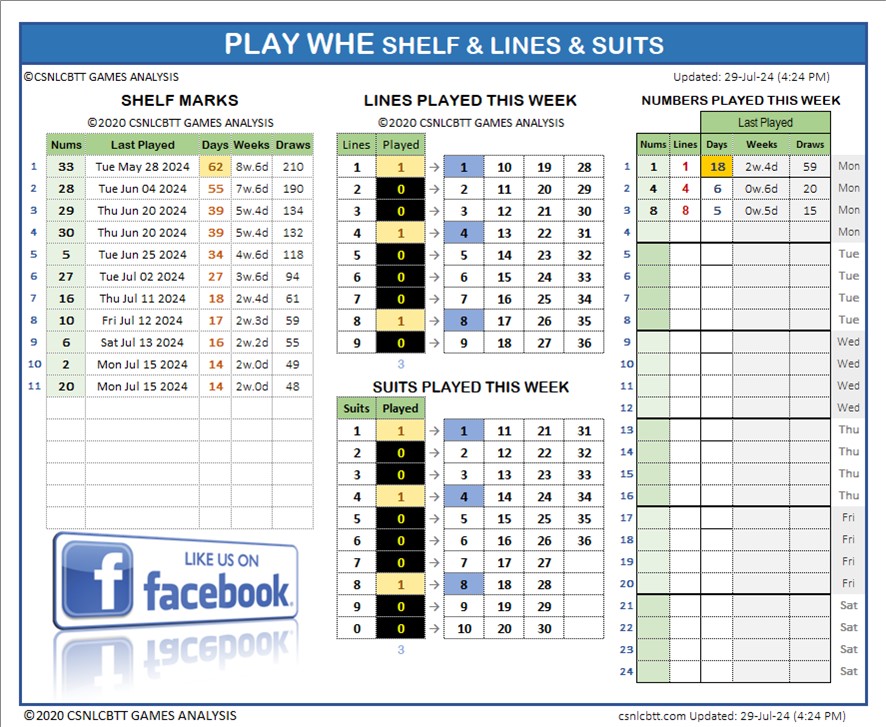 PLAY WHE SHELF & LINES & SUITS
©CSNLCBTT GAMES ANALYSIS
Updated: 29-Jul-24 (4:24 PM)
SHELF MARKS
©2020 CSNLCBTT GAMES ANALYSIS
Nums Last Played Days Weeks Draws
1 33 Tue May 28 2024 62 8w.6d 210
2 28 Tue Jun 04 2024 55 7w.6d 190
3 29 Thu Jun 20 2024 39 5w.4d 134
4 30 Thu Jun 20 2024 39 5w.4d 132
5 5 Tue Jun 25 2024 34 4w.6d 118
6 27 Tue Jul 02 2024 27 3w.6d 94
7 16 Thu Jul 11 2024 18 2w.4d 61
8 10 Fri Jul 12 2024 17 2w.3d 59
9 6 Sat Jul 13 2024 16 2w.2d 55
10 2 Mon Jul 15 2024 14 2w.0d 49
11 20 Mon Jul 15 2024 14 2w.0d 48
LIKE US ON
f facebook.
LINES PLAYED THIS WEEK
©2020 CSNLCBTT GAMES ANALYSIS
Lines Played
1 1 → 1 10 19 28
2 0 → 2 11 20 29
3 0 → 3 12 21 30
4 1 → 4 13 22 31
5 0 → 5 14 23 32
6 0 → 6 15 24 33
7 0 → 7 16 25 34
8 1 → 8 17 26 35
9 0 → 9 18 27 36
3
SUITS PLAYED THIS WEEK
Suits Played
1 1 → 1 11 21 31
2 0 → 2 12 22 32
3 0 → 3 13 23 33
4 1 → 4 14 24 34
5 0 → 5 15 25 35
6 0 → 6 16 26 36
7 0 → 7 17 27
8 1 → 8 18 28
9 0 → 9 19 29
0 0 → 10 20 30
3
NUMBERS PLAYED THIS WEEK
Last Played
Nums Lines Days Weeks Draws
1 1 1 18 2w.4d 59 Mon
2 4 4 6 0w.6d 20 Mon
3 8 8 5 0w.5d 15 Mon
4 Mon
5 Tue
6 Tue
7 Tue
8 Tue
9 Wed
10 Wed
11 Wed
12 Wed
13 Thu
14 Thu
15 Thu
16 Thu
17 Fri
18 Fri
19 Fri
20 Fri
21 Sat
22 Sat
23 Sat
24 Sat
©2020 CSNLCBTT GAMES ANALYSIS
csnlcbtt.com Updated: 29-Jul-24 (4:24 PM)